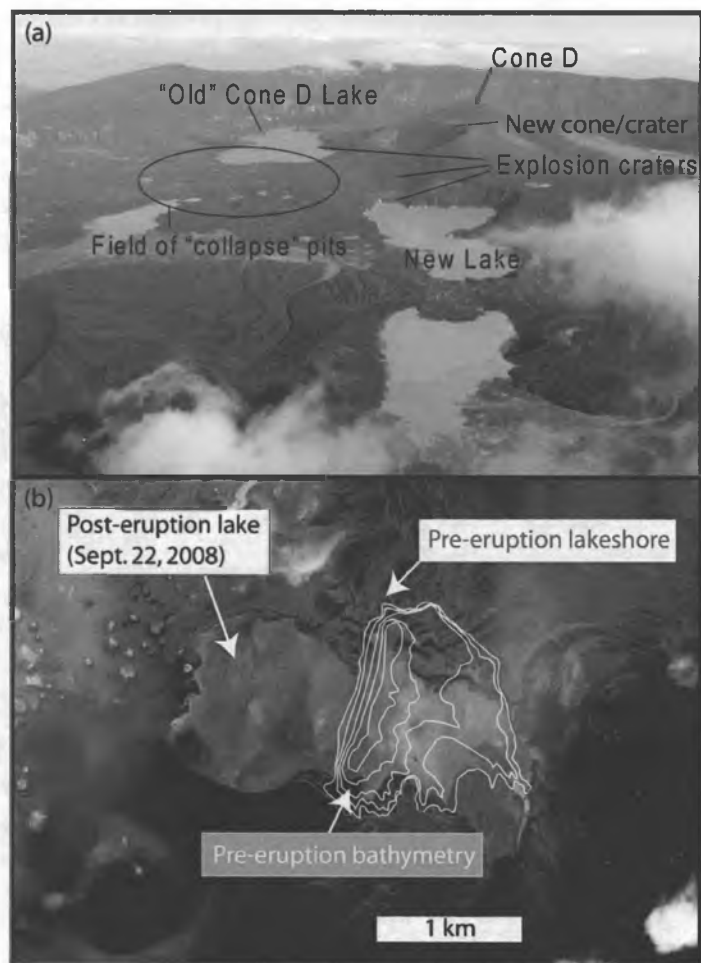 (a)
Cone D
"Old" Cone D Lake
New cone/crater
Explosion craters
Field of "collapse" pits
New Lake
(b)
Post-eruption lake
(Sept. 22, 2008)
Pre-eruption lakeshore
Pre-eruption bathymetry
1 km